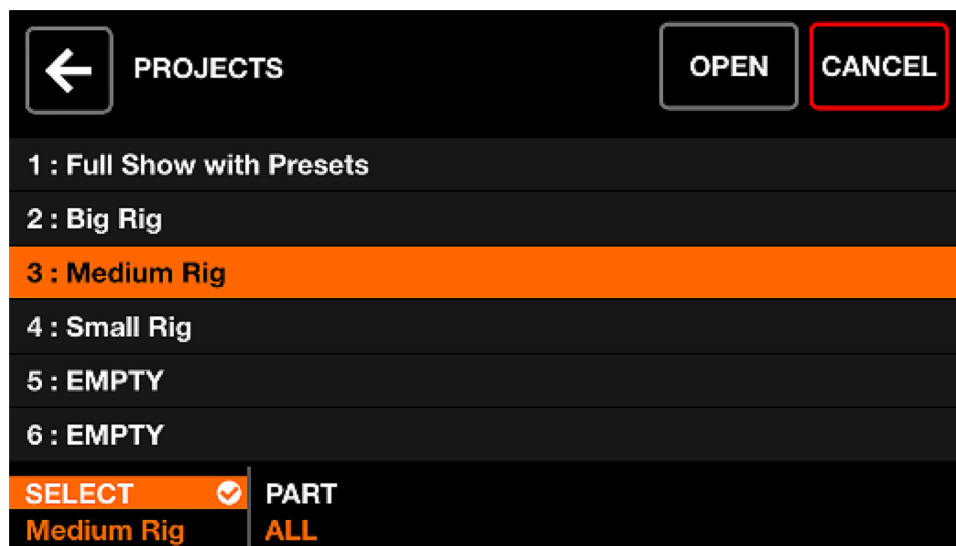 PROJECTS OPEN CANCEL
1 : Full Show with Presets
2 : Big Rig
3 : Medium Rig
4 : Small Rig
5 : EMPTY
6 : EMPTY
SELECT PART
Medium Rig ALL